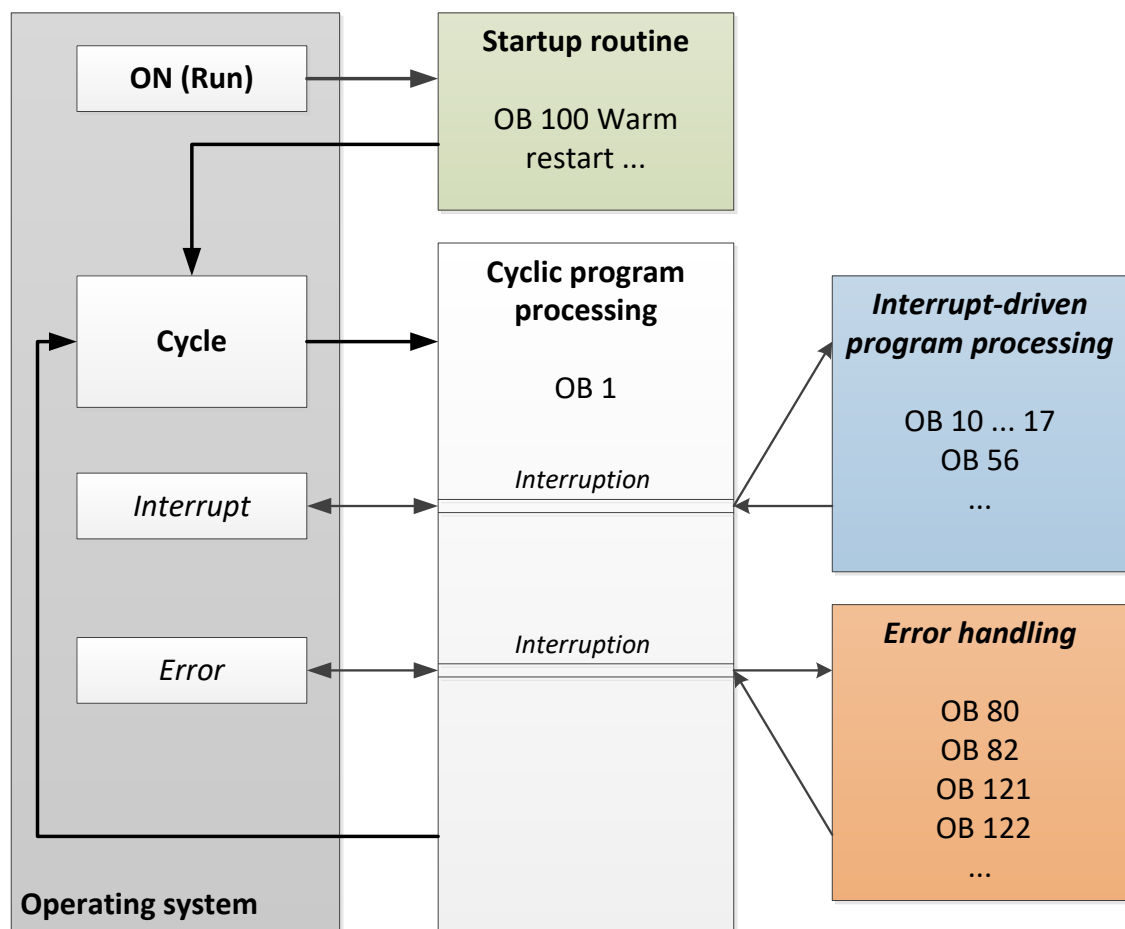 ON (Run)
Startup routine
OB 100 Warm
restart ...
Cycle
Cyclic program
processing
OB 1
Interruption
Interrupt
Interrupt-driven
program processing
OB 10 ... 17
OB 56
...
Interruption
Error
Error handling
OB 80
OB 82
OB 121
OB 122
...
Operating system